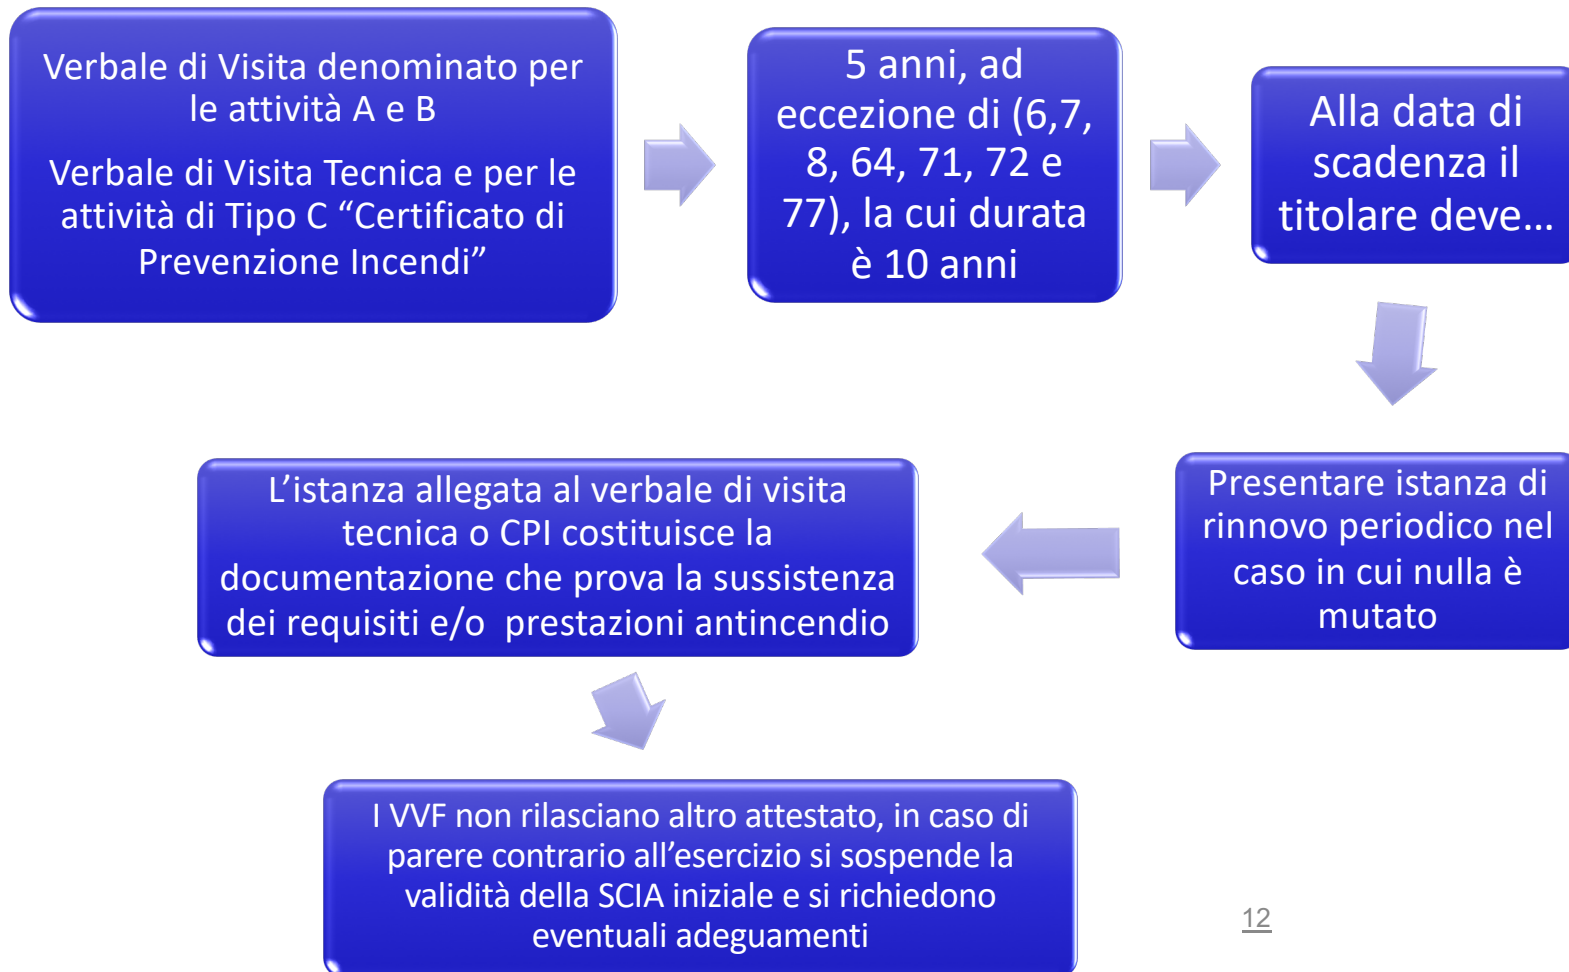 Verbale di Visita denominato per
le attività A e B
Verbale di Visita Tecnica e per le
attività di Tipo C “Certificato di
Prevenzione Incendi”
5 anni, ad
eccezione di (6,7,
8, 64, 71, 72 e
77), la cui durata
è 10 anni
Alla data di
scadenza il
titolare deve…
Presentare istanza di
rinnovo periodico nel
caso in cui nulla è
mutato
L’istanza allegata al verbale di visita
tecnica o CPI costituisce la
documentazione che prova la sussistenza
dei requisiti e/o prestazioni antincendio
I VVF non rilasciano altro attestato, in caso di
parere contrario all’esercizio si sospende la
validità della SCIA iniziale e si richiedono
eventuali adeguamenti
12